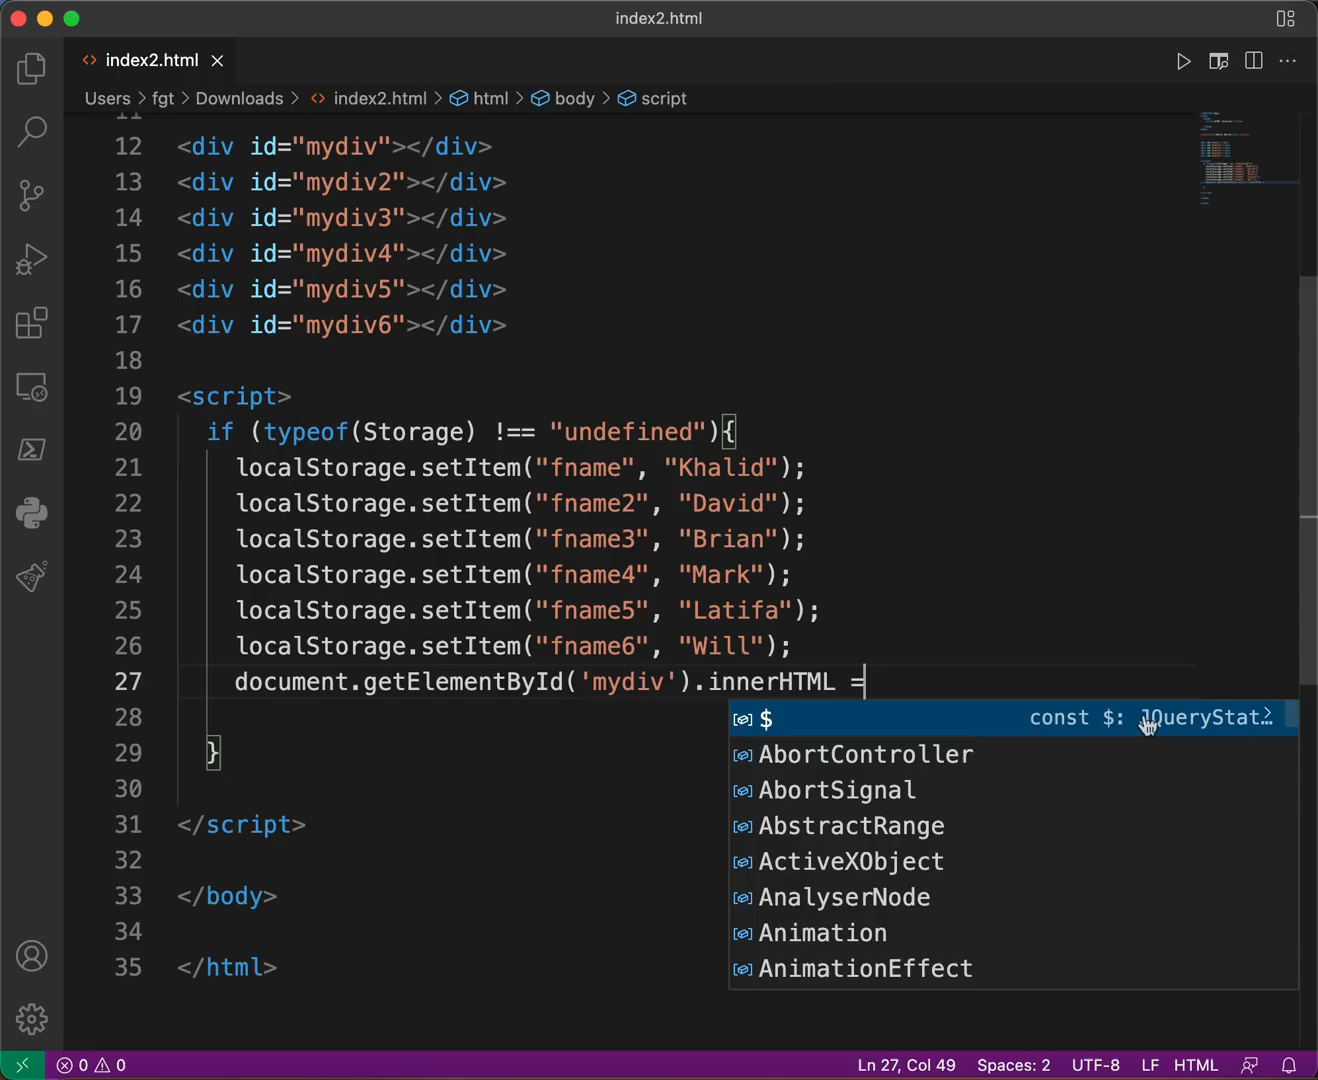 index2.html
index2.html
Users > fgt > Downloads > index2.html > html > body > script
11
12 <div id="mydiv"></div>
13 <div id="mydiv2"></div>
14 <div id="mydiv3"></div>
15 <div id="mydiv4"></div>
16 <div id="mydiv5"></div>
17 <div id="mydiv6"></div>
18
19 <script>
20 if (typeof(Storage) !== "undefined"){
21 localStorage.setItem("fname", "Khalid");
22 localStorage.setItem("fname2", "David");
23 localStorage.setItem("fname3", "Brian");
24 localStorage.setItem("fname4", "Mark");
25 localStorage.setItem("fname5", "Latifa");
26 localStorage.setItem("fname6", "Will");
27 document.getElementById('mydiv').innerHTML =
28 $ const $: JQueryStat…
29 }
AbortController
30 AbortSignal
31 </script>
AbstractRange
32 ActiveXObject
33 </body>
AnalyserNode
34 Animation
35 </html>
AnimationEffect
0 0 Ln 27, Col 49 Spaces: 2 UTF-8 LF HTML